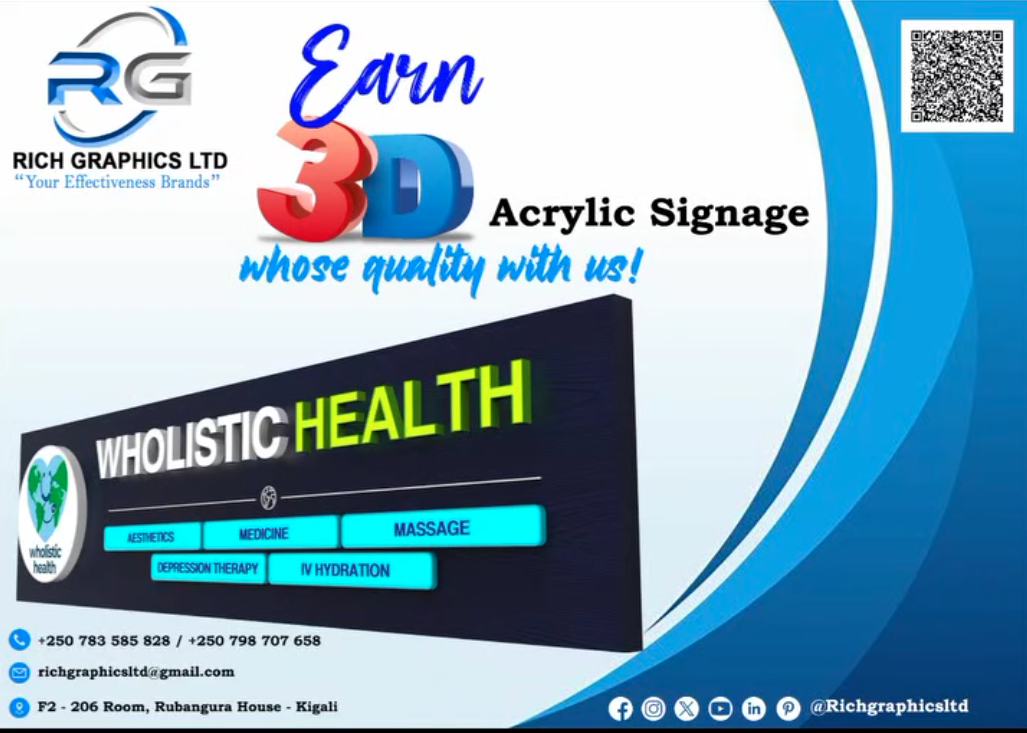 RG
RICH GRAPHICS LTD
“Your Effectiveness Brands”
Earn
3D
Acrylic Signage
whose quality with us!
WHOLISTIC HEALTH
wholistic
health
AESTHETICS
MEDICINE
MASSAGE
DEPRESSION THERAPY
IV HYDRATION
+250 783 585 828 / +250 798 707 658
richgraphicsltd@gmail.com
F2 - 206 Room, Rubangura House - Kigali
@Richgraphicsltd